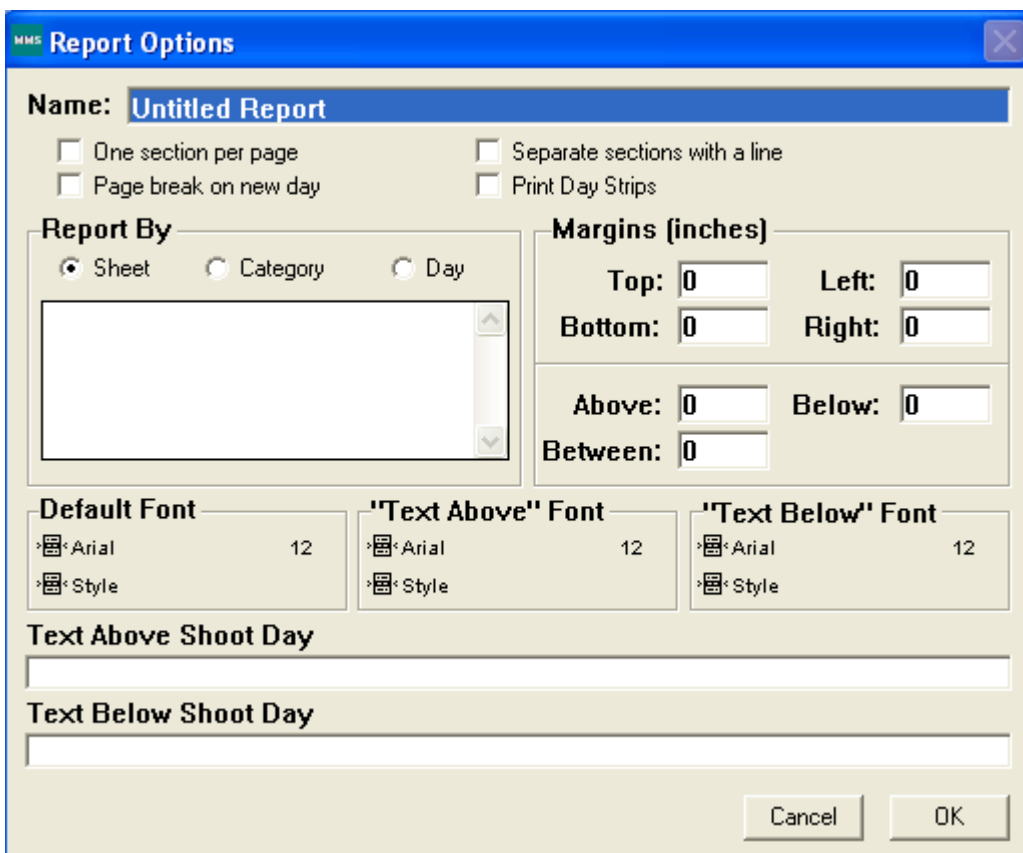 MMS Report Options
Name: Untitled Report
One section per page Separate sections with a line
Page break on new day Print Day Strips
Report By Margins (inches)
Sheet Category Day
Top: 0 Left: 0
Bottom: 0 Right: 0
Above: 0 Below: 0
Between: 0
Default Font "Text Above" Font "Text Below" Font
Arial 12 Arial 12 Arial 12
Style Style Style
Text Above Shoot Day
Text Below Shoot Day
Cancel OK